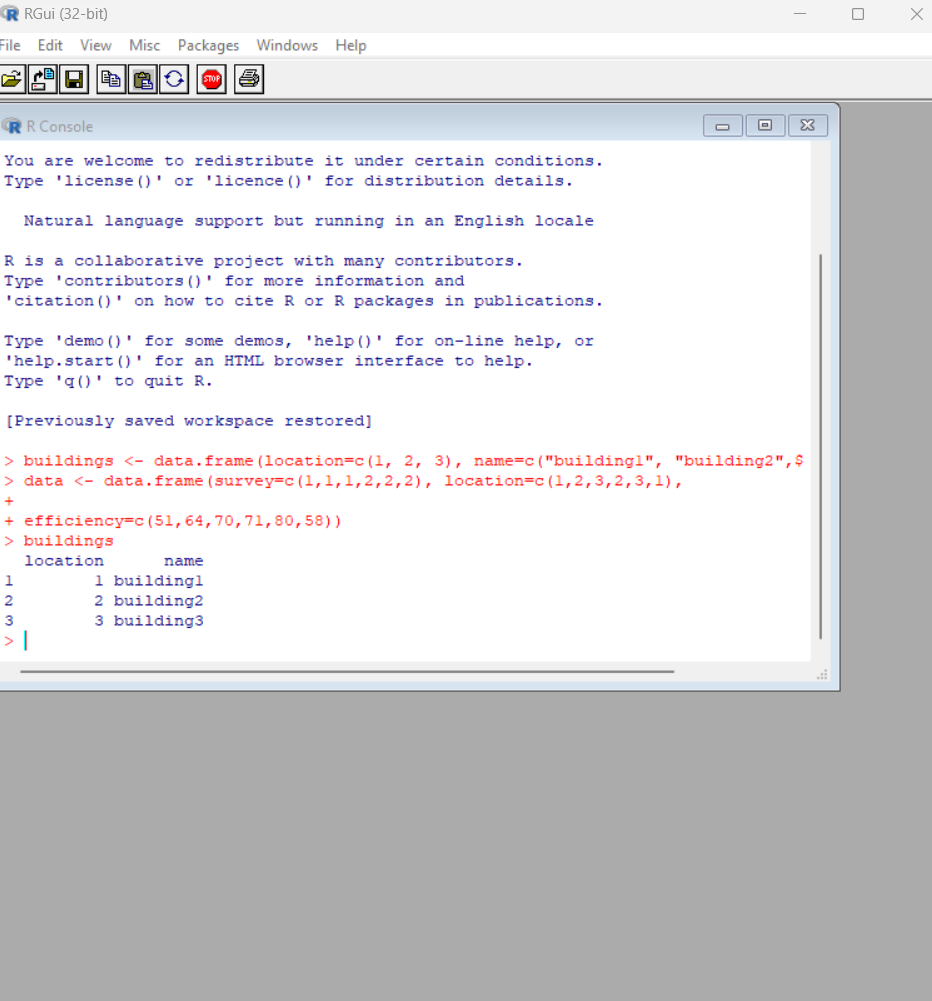 RGui (32-bit)
File Edit View Misc Packages Windows Help
STOP
R Console
You are welcome to redistribute it under certain conditions.
Type 'license()' or 'licence()' for distribution details.
Natural language support but running in an English locale
R is a collaborative project with many contributors.
Type 'contributors()' for more information and
'citation()' on how to cite R or R packages in publications.
Type 'demo()' for some demos, 'help()' for on-line help, or
'help.start()' for an HTML browser interface to help.
Type 'q()' to quit R.
[Previously saved workspace restored]
> buildings <- data.frame(location=c(1, 2, 3), name=c("building1", "building2",$
> data <- data.frame(survey=c(1,1,1,2,2,2), location=c(1,2,3,2,3,1),
+
+ efficiency=c(51,64,70,71,80,58))
> buildings
  location      name
1        1 building1
2        2 building2
3        3 building3
>